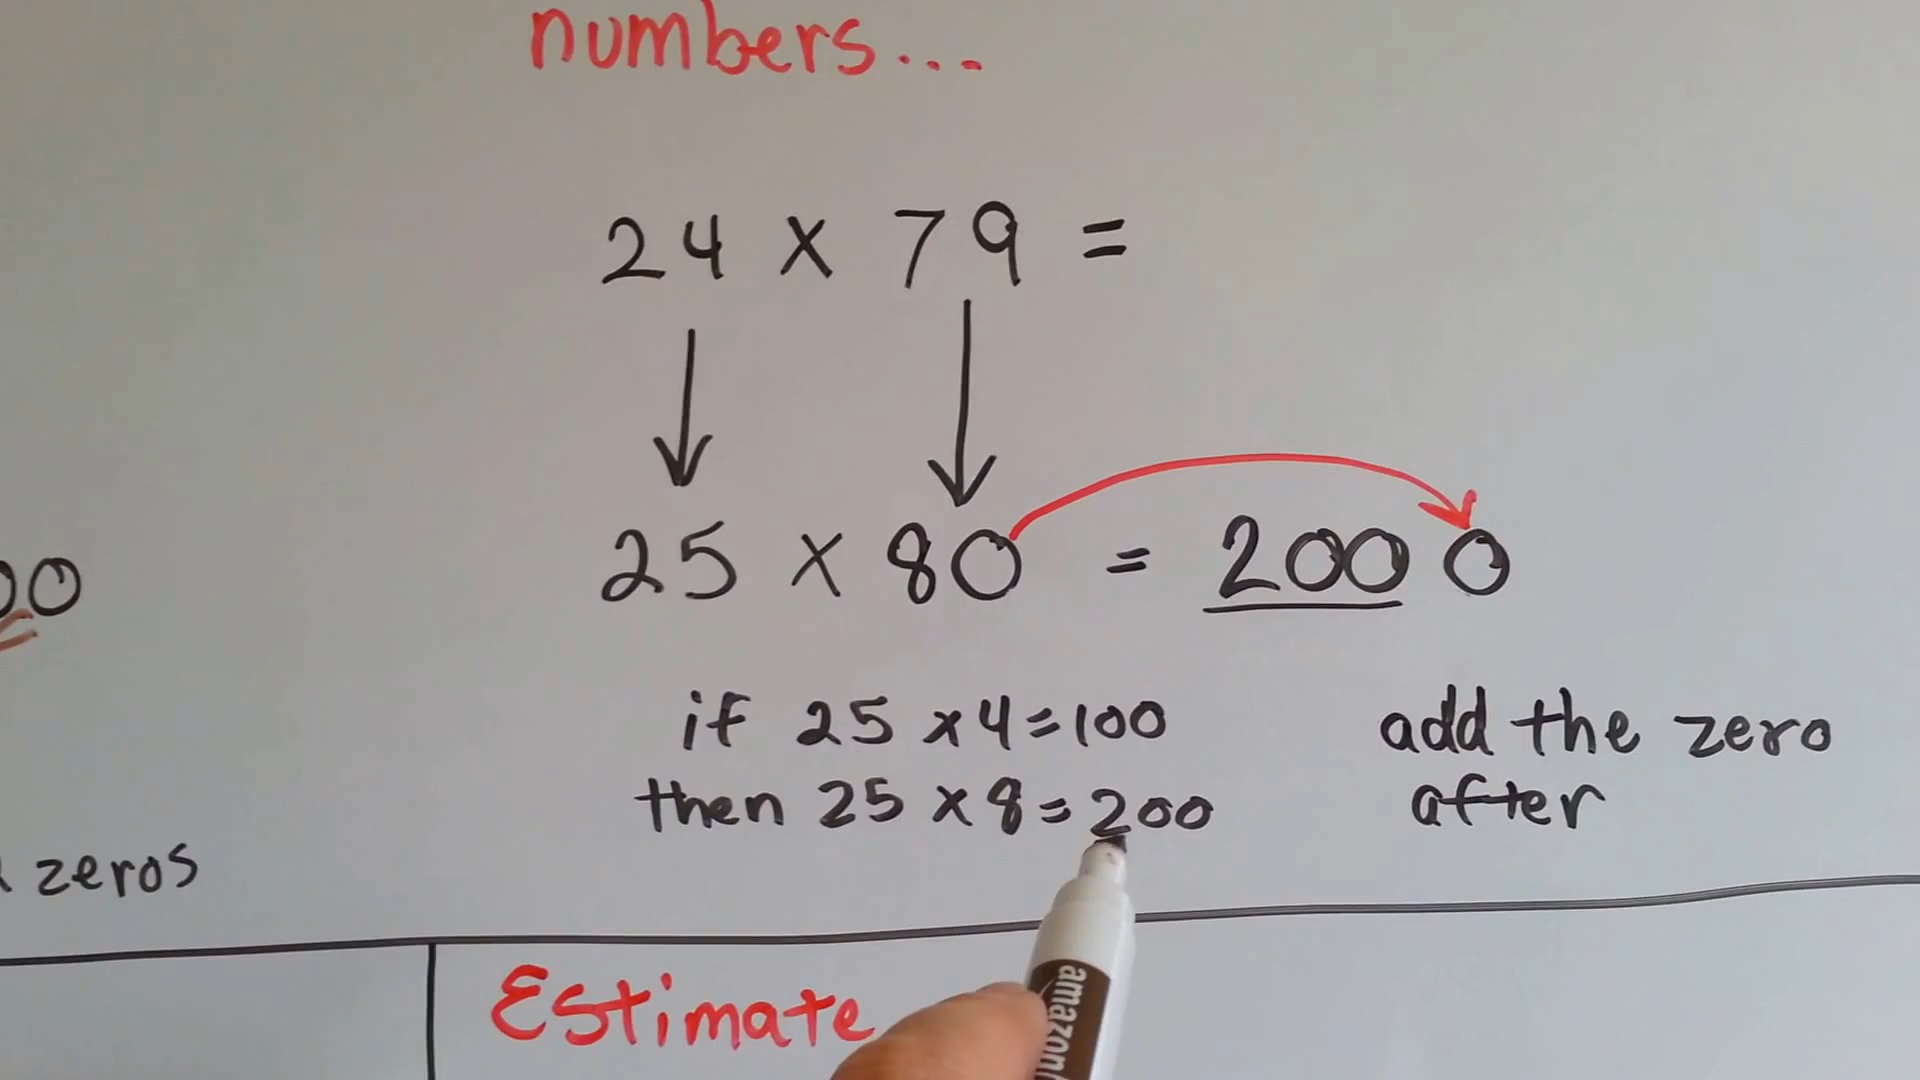 numbers...
24 x 79 =
25 x 80 = 2000
if 25 x 4 = 100
then 25 x 8 = 200
add the zero
after
00
zeros
Estimate
amazon